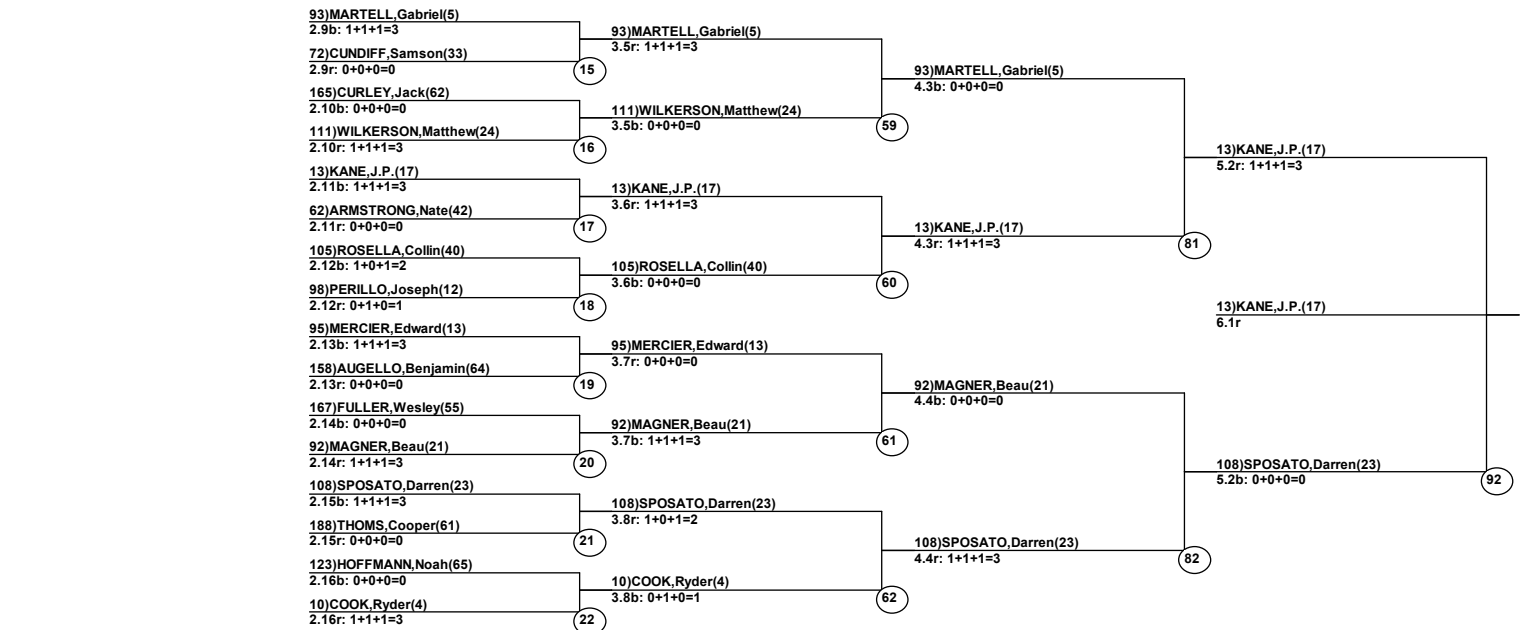 93)MARTELL,Gabriel(5)
2.9b: 1+1+1=3
72)CUNDIFF,Samson(33)
2.9r: 0+0+0=0
15
165)CURLEY,Jack(62)
2.10b: 0+0+0=0
111)WILKERSON,Matthew(24)
2.10r: 1+1+1=3
16
13)KANE,J.P.(17)
2.11b: 1+1+1=3
62)ARMSTRONG,Nate(42)
2.11r: 0+0+0=0
17
105)ROSELLA,Collin(40)
2.12b: 1+0+1=2
98)PERILLO,Joseph(12)
2.12r: 0+1+0=1
18
95)MERCIER,Edward(13)
2.13b: 1+1+1=3
158)AUGELLO,Benjamin(64)
2.13r: 0+0+0=0
19
167)FULLER,Wesley(55)
2.14b: 0+0+0=0
92)MAGNER,Beau(21)
2.14r: 1+1+1=3
20
108)SPOSATO,Darren(23)
2.15b: 1+1+1=3
188)THOMS,Cooper(61)
2.15r: 0+0+0=0
21
123)HOFFMANN,Noah(65)
2.16b: 0+0+0=0
10)COOK,Ryder(4)
2.16r: 1+1+1=3
22
93)MARTELL,Gabriel(5)
3.5r: 1+1+1=3
111)WILKERSON,Matthew(24)
3.5b: 0+0+0=0
59
13)KANE,J.P.(17)
3.6r: 1+1+1=3
105)ROSELLA,Collin(40)
3.6b: 0+0+0=0
60
95)MERCIER,Edward(13)
3.7r: 0+0+0=0
92)MAGNER,Beau(21)
3.7b: 1+1+1=3
61
108)SPOSATO,Darren(23)
3.8r: 1+0+1=2
10)COOK,Ryder(4)
3.8b: 0+1+0=1
62
93)MARTELL,Gabriel(5)
4.3b: 0+0+0=0
13)KANE,J.P.(17)
4.3r: 1+1+1=3
81
92)MAGNER,Beau(21)
4.4b: 0+0+0=0
108)SPOSATO,Darren(23)
4.4r: 1+1+1=3
82
13)KANE,J.P.(17)
5.2r: 1+1+1=3
13)KANE,J.P.(17)
6.1r
108)SPOSATO,Darren(23)
5.2b: 0+0+0=0
92